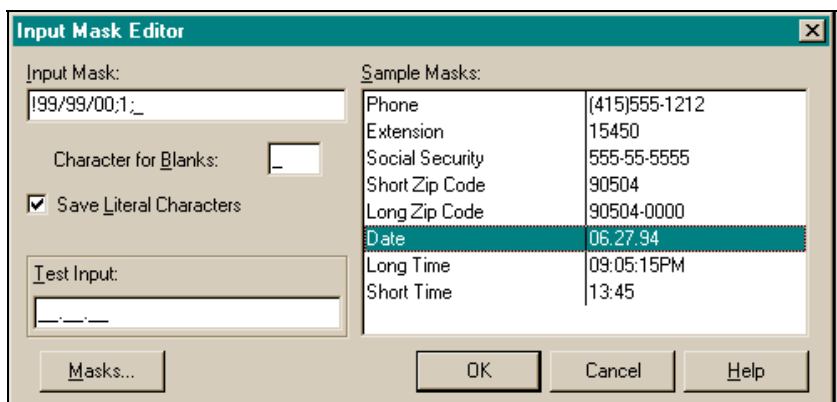 Input Mask Editor
Input Mask:
!99/99/00;1;_
Character for Blanks:
_
Save Literal Characters
Test Input:
__.__.__
Masks...
Sample Masks:
Phone (415)555-1212
Extension 15450
Social Security 555-55-5555
Short Zip Code 90504
Long Zip Code 90504-0000
Date 06.27.94
Long Time 09:05:15PM
Short Time 13:45
OK Cancel Help